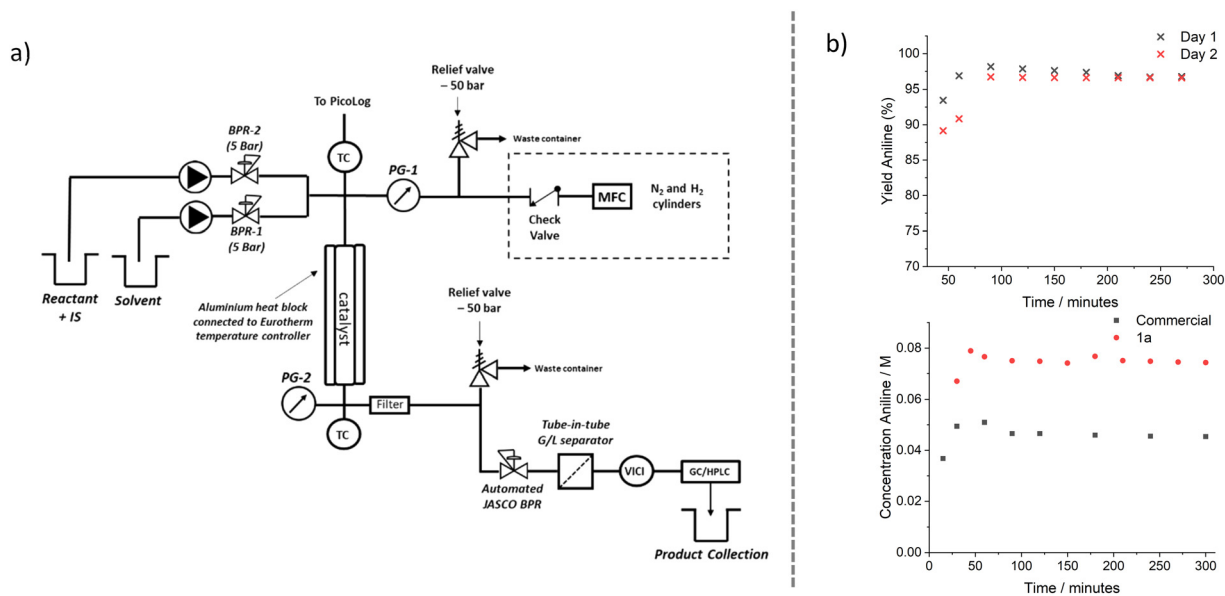 a)
To PicoLog
TC
BPR-2
(5 Bar)
BPR-1
(5 Bar)
Reactant
+ IS
Solvent
Aluminium heat block
connected to Eurotherm
temperature controller
catalyst
PG-1
Relief valve
– 50 bar
Waste container
Check
Valve
MFC
N₂ and H₂
cylinders
PG-2
TC
Filter
Relief valve
–50 bar
Waste container
Automated
JASCO BPR
Tube-in-tube
G/L separator
VICI
GC/HPLC
Product Collection
b)
Day 1
Day 2
Yield Aniline (%)
100
95
90
85
80
75
70
50
100
150
200
250
300
Time / minutes
Commercial
1a
Concentration Aniline / M
0.08
0.06
0.04
0.02
0.00
0
50
100
150
200
250
300
Time / minutes